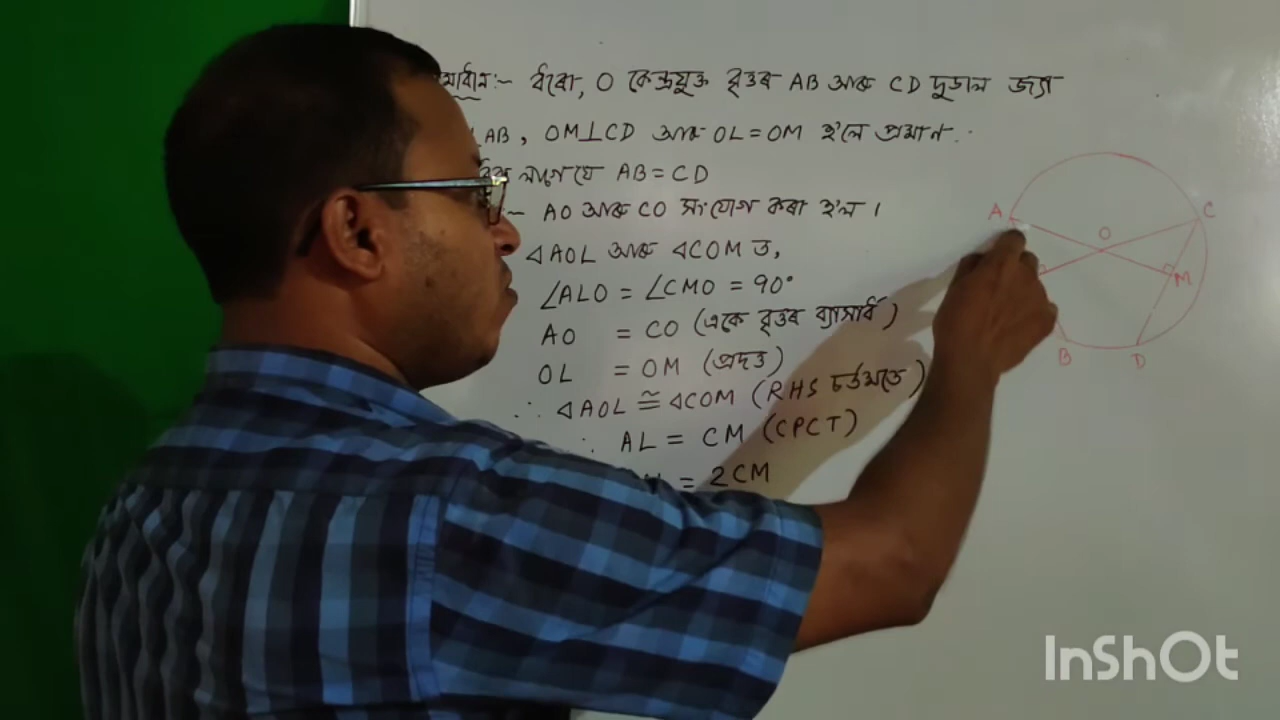 ধৰো, O কেন্দ্ৰযুক্ত বৃত্তৰ AB আৰু CD দুডাল জ্যা
AB, OM⊥CD আৰু OL=OM হ'লে প্ৰমান
লাগে যে AB=CD
:- AO আৰু CO সংযোগ কৰা হ'ল।
⊲AOL আৰু ⊲COM ত,
∠ALO = ∠CMO = 90°
AO = CO (একে বৃত্তৰ ব্যাসাৰ্ধ)
OL = OM (প্ৰদত্ত)
∴ ⊲AOL ≅ ⊲COM (RHS চৰ্তমতে)
∴ AL = CM (CPCT)
= 2CM
A
C
O
M
B
D
InShOt